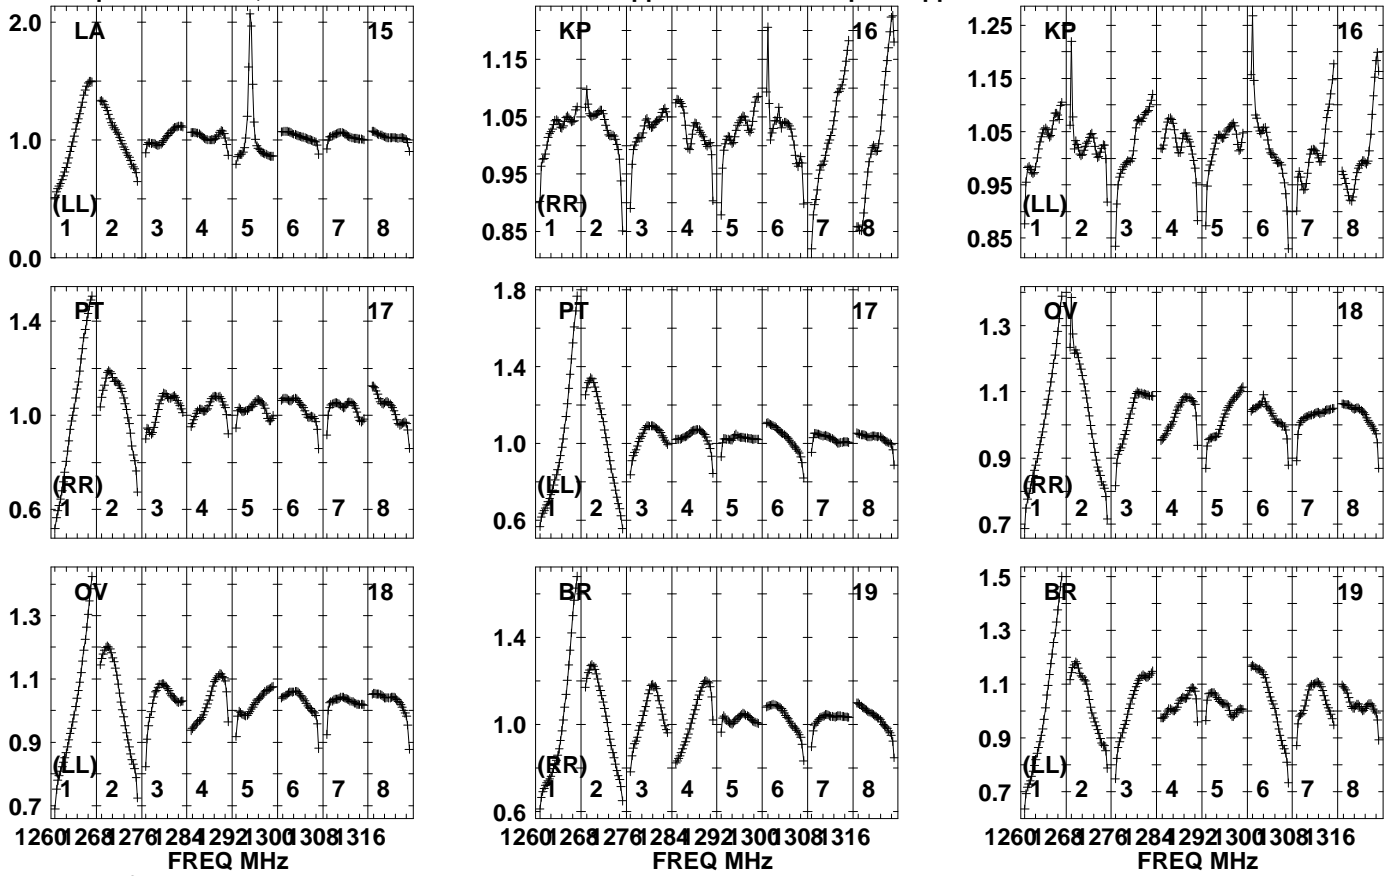 LA 15
2.0
1.0
0.0
(LL)
1 2 3 4 5 6 7 8
KP 16
1.15
1.05
0.95
0.85
(RR)
1 2 3 4 5 6 7 8
KP 16
1.25
1.15
1.05
0.95
0.85
(LL)
1 2 3 4 5 6 7 8
PT 17
1.4
1.0
0.6
(RR)
1 2 3 4 5 6 7 8
PT 17
1.8
1.4
1.0
0.6
(LL)
1 2 3 4 5 6 7 8
OV 18
1.3
1.1
0.9
0.7
(RR)
1 2 3 4 5 6 7 8
OV 18
1.3
1.1
0.9
0.7
(LL)
1 2 3 4 5 6 7 8
1260 1268 1276 1284 1292 1300 1308 1316
FREQ MHz
BR 19
1.4
1.0
0.6
(RR)
1 2 3 4 5 6 7 8
1260 1268 1276 1284 1292 1300 1308 1316
FREQ MHz
BR 19
1.5
1.3
1.1
0.9
0.7
(LL)
1 2 3 4 5 6 7 8
1260 1268 1276 1284 1292 1300 1308 1316
FREQ MHz